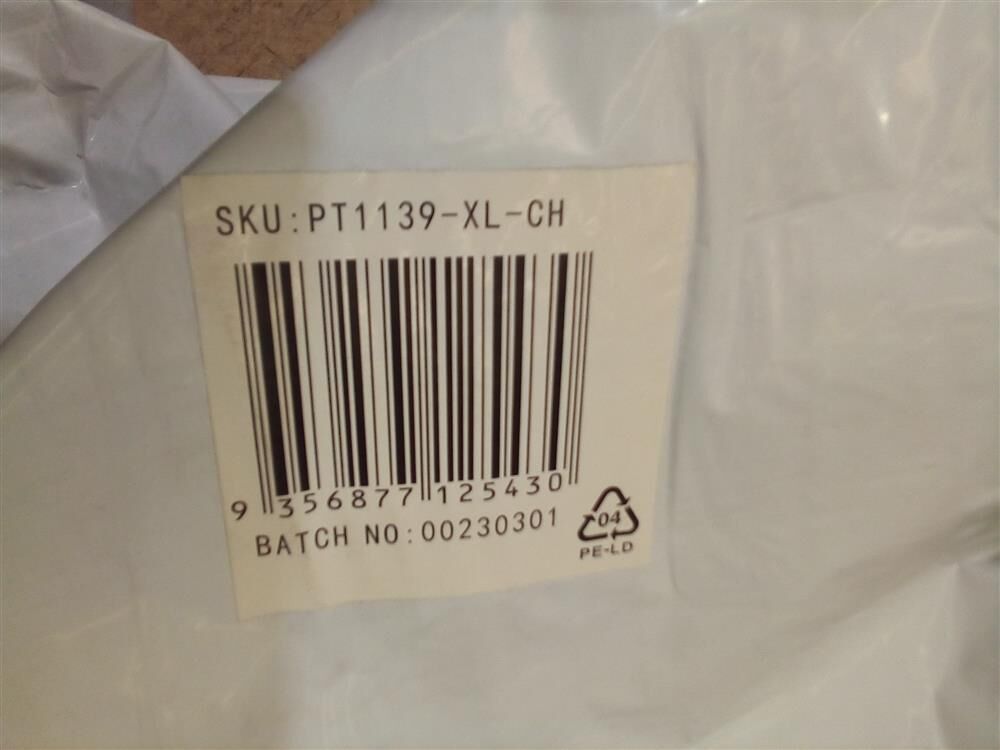 SKU:PT1139-XL-CH
9 356877 125430
BATCH NO:00230301
04
PE-LD